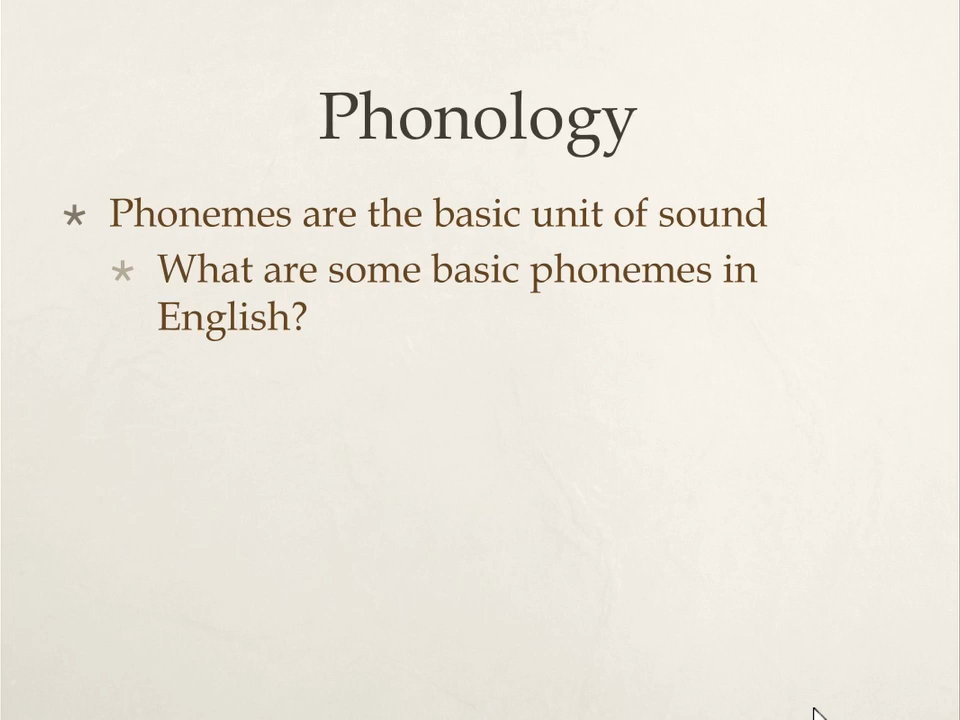 Phonology
* Phonemes are the basic unit of sound
* What are some basic phonemes in
English?